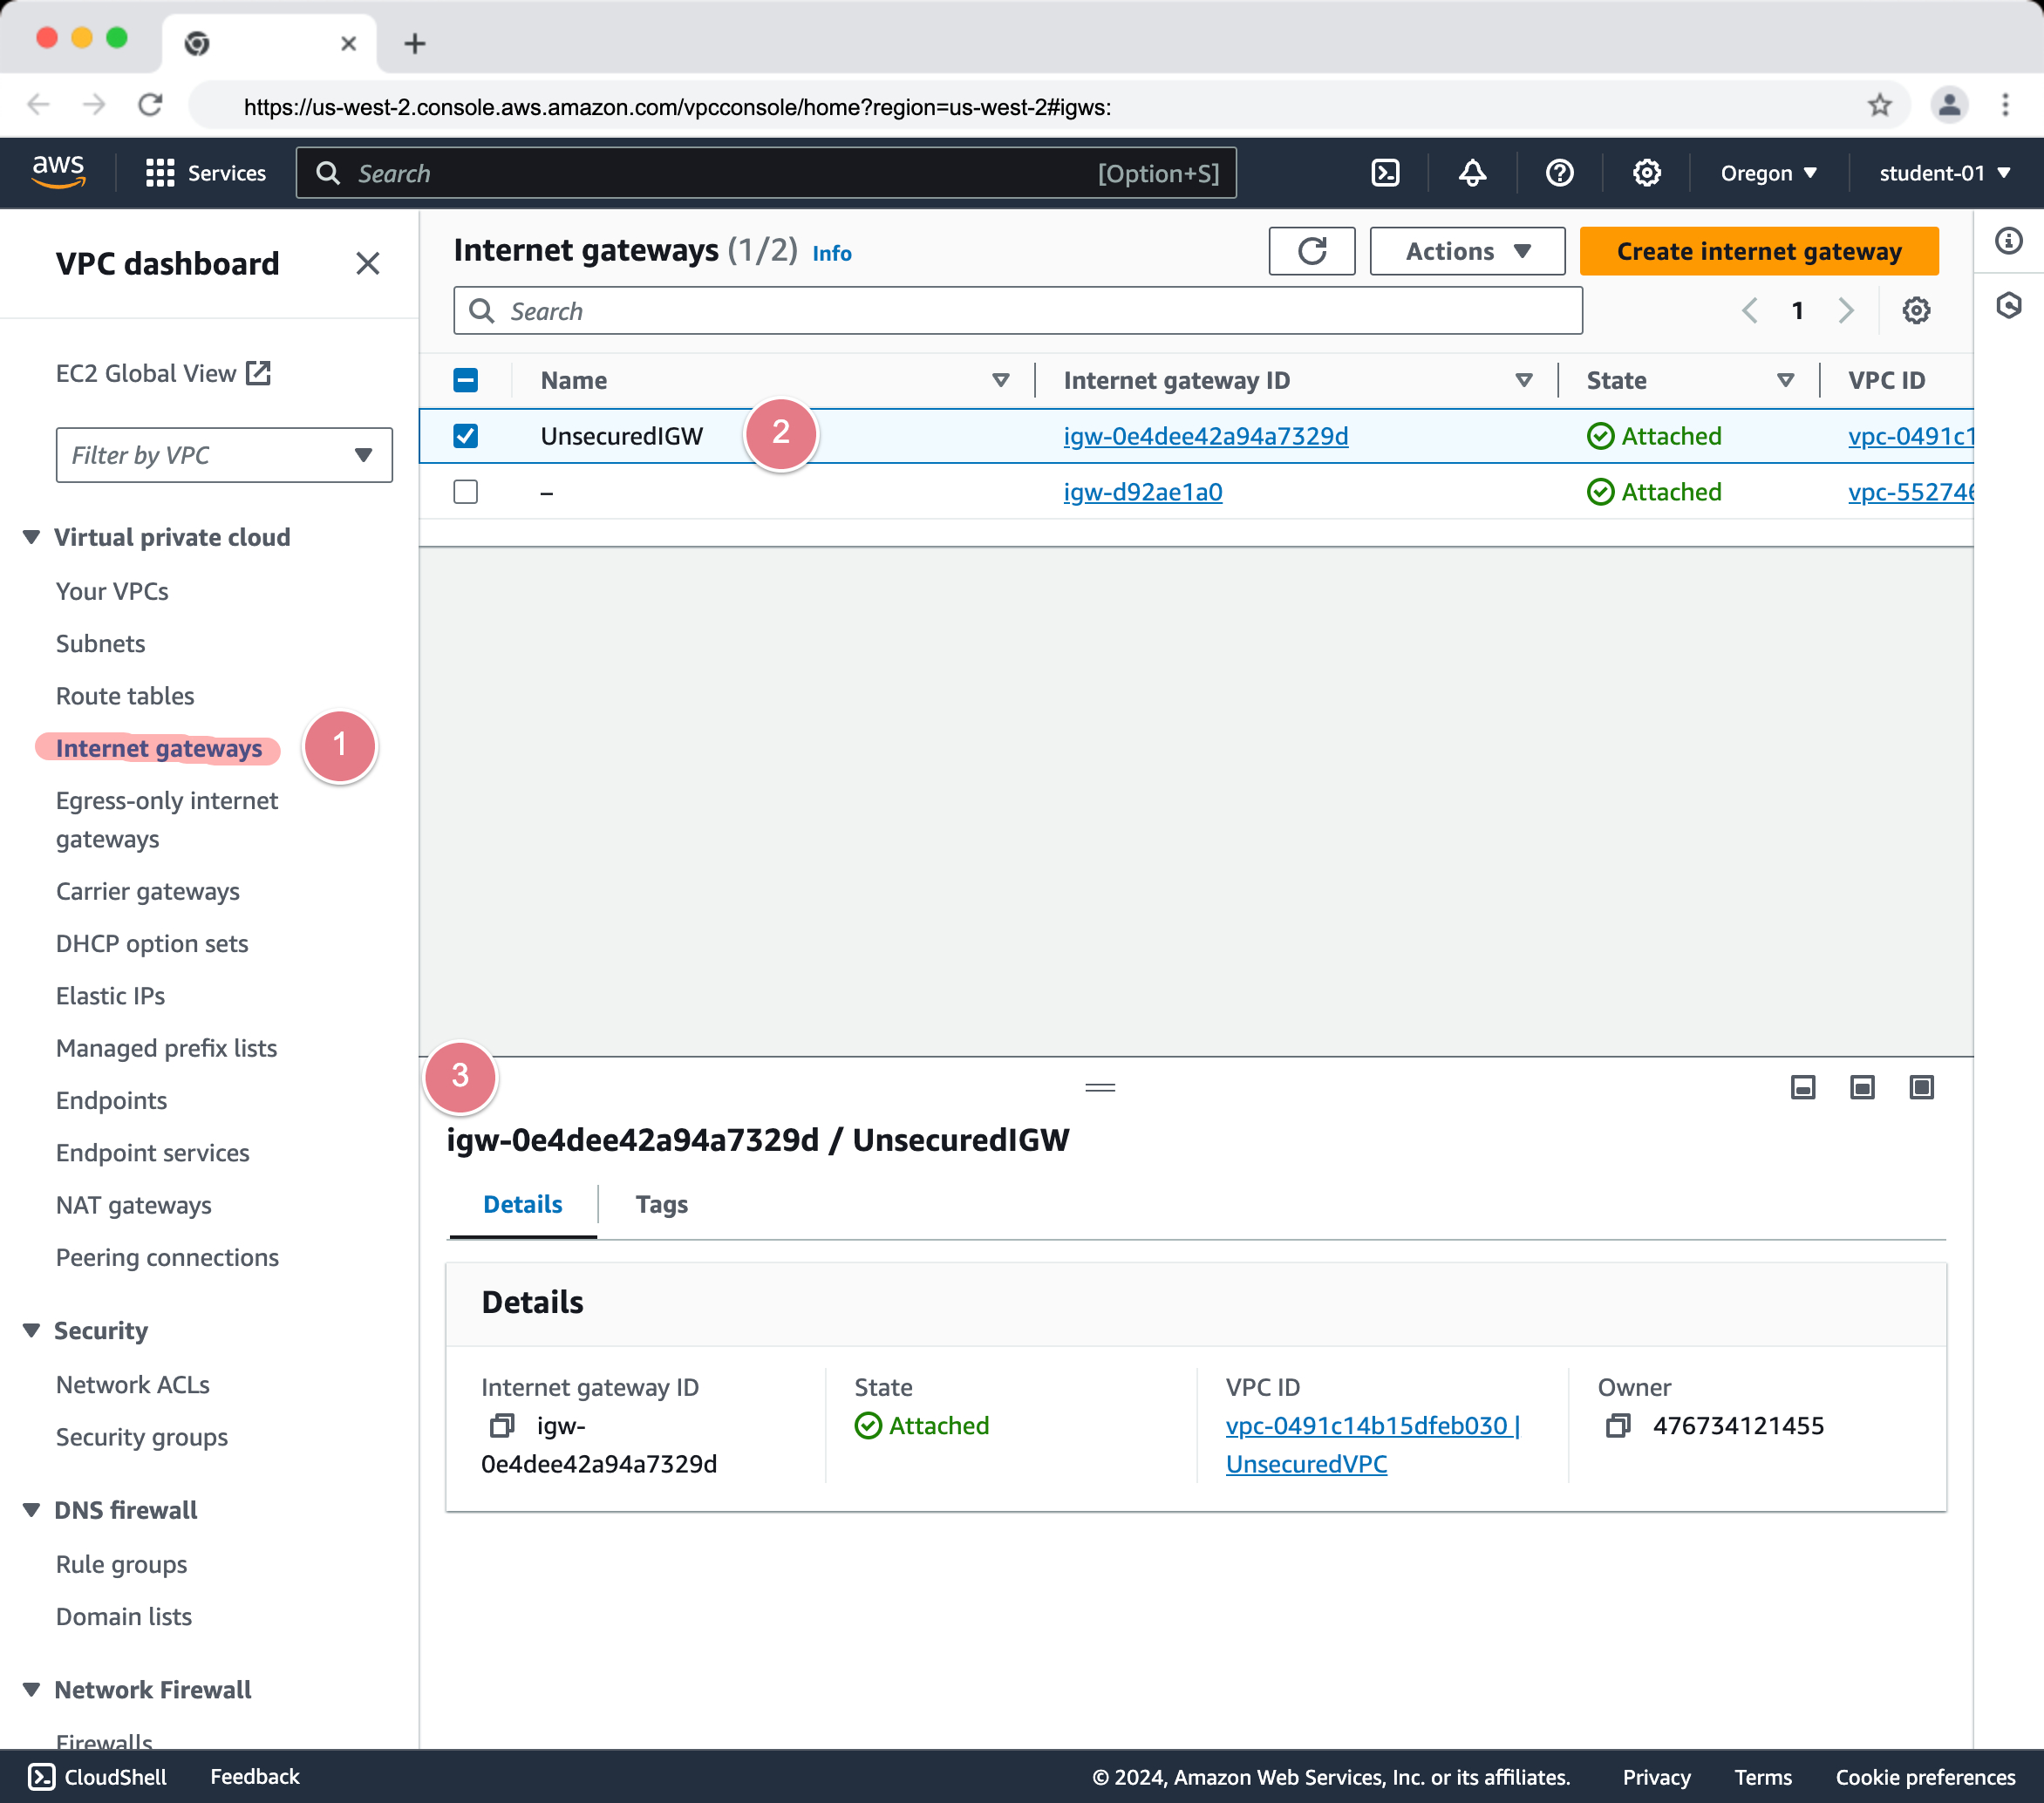 https://us-west-2.console.aws.amazon.com/vpcconsole/home?region=us-west-2#igws:
aws
Services
Search
[Option+S]
Oregon
student-01
VPC dashboard
EC2 Global View
Filter by VPC
Virtual private cloud
Your VPCs
Subnets
Route tables
Internet gateways
1
Egress-only internet
gateways
Carrier gateways
DHCP option sets
Elastic IPs
Managed prefix lists
Endpoints
Endpoint services
NAT gateways
Peering connections
Security
Network ACLs
Security groups
DNS firewall
Rule groups
Domain lists
Network Firewall
Firewalls
Internet gateways (1/2) Info
Actions
Create internet gateway
Search
1
Name Internet gateway ID State VPC ID
UnsecuredIGW 2 igw-0e4dee42a94a7329d Attached vpc-0491c1
– igw-d92ae1a0 Attached vpc-552746
3
igw-0e4dee42a94a7329d / UnsecuredIGW
Details Tags
Details
Internet gateway ID
igw-
0e4dee42a94a7329d
State
Attached
VPC ID
vpc-0491c14b15dfeb030 |
UnsecuredVPC
Owner
476734121455
CloudShell Feedback © 2024, Amazon Web Services, Inc. or its affiliates. Privacy Terms Cookie preferences